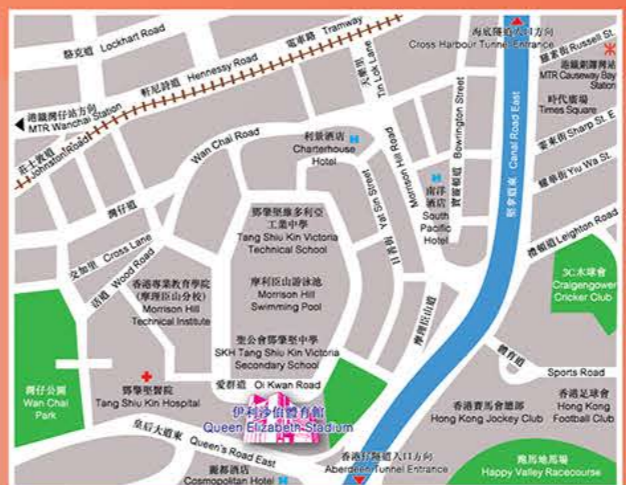 駱克道 Lockhart Road
電車路 Tramway
軒尼詩道 Hennessy Road
港鐵灣仔站方向
MTR Wanchai Station
莊士敦道
Johnston Road
天樂里
Tin Lok Lane
海底隧道入口方向
Cross Harbour Tunnel Entrance
羅素街 Russell St.
港鐵銅鑼灣站
MTR Causeway Bay
Station
時代廣場
Times Square
霎東街 Sharp St. E
耀華街 Yiu Wa St.
禮頓道 Leighton Road
堅拿道東 Canal Road East
寶靈頓道 Bowrington Street
Morrison Hill Road
摩理臣山道
利景酒店
Charterhouse
Hotel
H
Wan Chai Road
灣仔道
日善街
Yat Sin Street
H
南洋
酒店
South
Pacific
Hotel
鄧肇堅維多利亞
工業中學
Tang Shiu Kin Victoria
Technical School
摩利臣山游泳池
Morrison Hill
Swimming Pool
聖公會鄧肇堅中學
SKH Tang Shiu Kin Victoria
Secondary School
交加里 Cross Lane
活道 Wood Road
香港專業教育學院
(摩理臣山分校)
Morrison Hill
Technical Institute
鄧肇堅醫院
Tang Shiu Kin Hospital
灣仔公園
Wan Chai
Park
愛群道 Oi Kwan Road
伊利沙伯體育館
Queen Elizabeth Stadium
皇后大道東 Queen's Road East
麗都酒店
Cosmopolitan Hotel H
香港仔隧道入口方向
Aberdeen Tunnel Entrance
3C木球會
Craigengower
Cricker Club
體育道
Sports Road
香港賽馬會總部
Hong Kong Jockey Club
香港足球會
Hong Kong
Football Club
跑馬地馬場
Happy Valley Racecourse